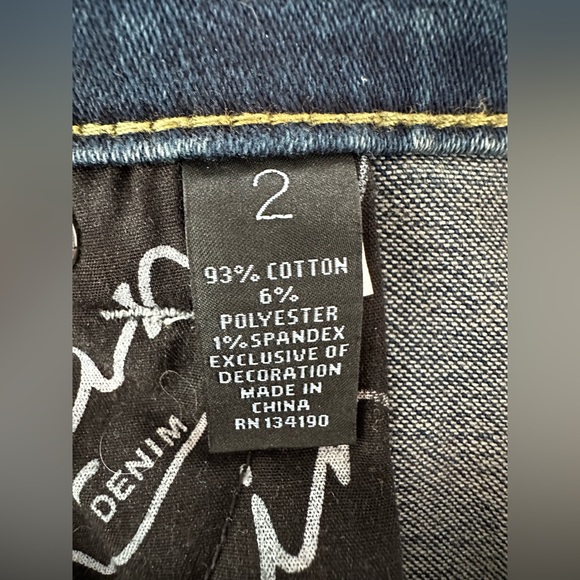 2
93% COTTON
6%
POLYESTER
1% SPANDEX
EXCLUSIVE OF
DECORATION
MADE IN
CHINA
RN 134190
DENIM